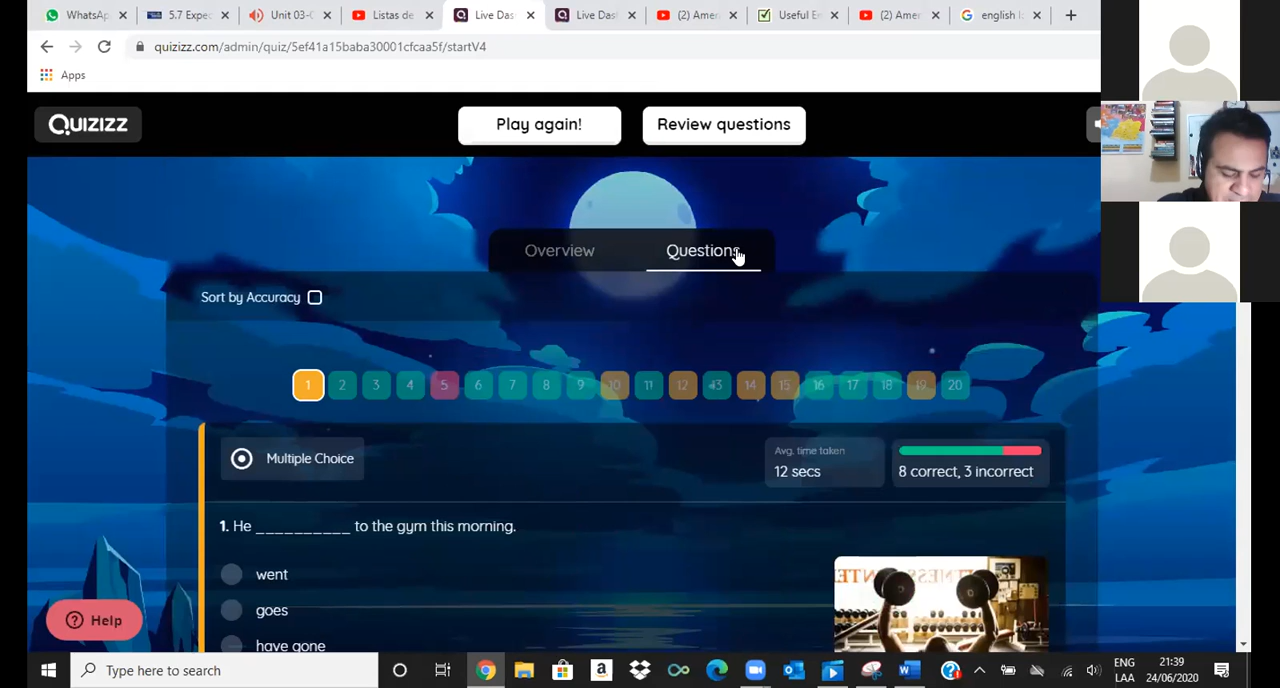 WhatsAp
5.7 Expec
Unit 03-C
Listas de
Live Das
Live Das
(2) Amer
Useful En
(2) Amer
english l
quizizz.com/admin/quiz/5ef41a15baba30001cfcaa5f/startV4
Apps
QUIZIZZ
Play again!
Review questions
Overview
Questions
Sort by Accuracy
1 2 3 4 5 6 7 8 9 10 11 12 13 14 15 16 17 18 19 20
Multiple Choice
Avg. time taken
12 secs
8 correct, 3 incorrect
1. He __________ to the gym this morning.
went
goes
have gone
Help
Type here to search
ENG
LAA
21:39
24/06/2020